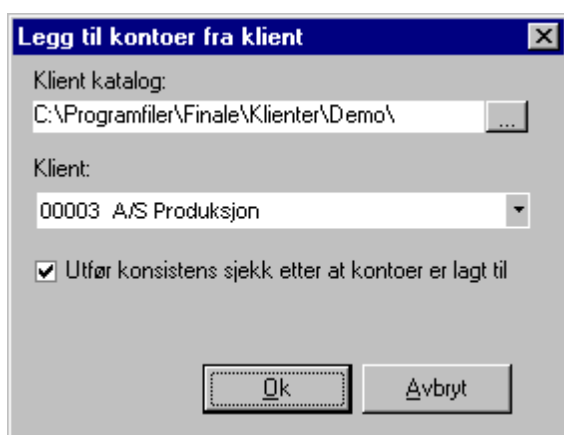 Legg til kontoer fra klient
Klient katalog:
C:\Programfiler\Finale\Klienter\Demo\
...
Klient:
00003 A/S Produksjon
Utfør konsistens sjekk etter at kontoer er lagt til
Ok Avbryt